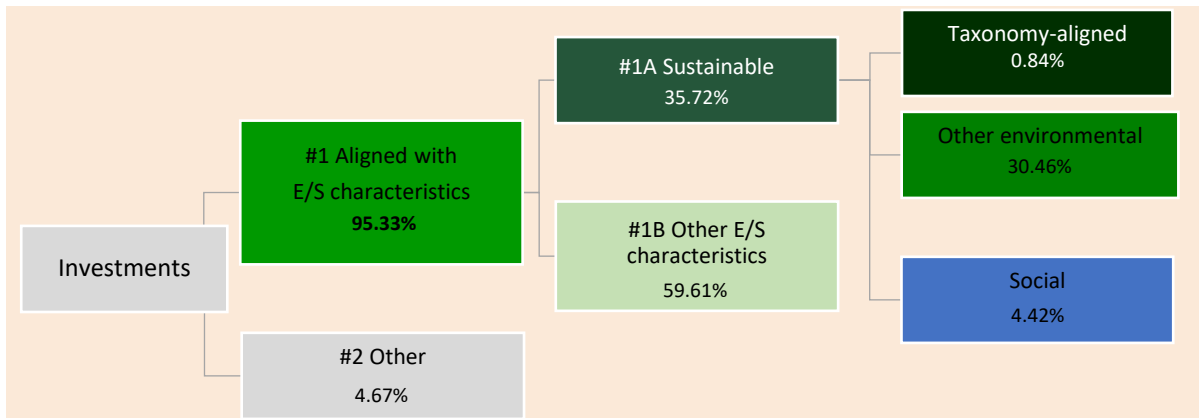 Investments
#1 Aligned with
E/S characteristics
95.33%
#2 Other
4.67%
#1A Sustainable
35.72%
#1B Other E/S
characteristics
59.61%
Taxonomy-aligned
0.84%
Other environmental
30.46%
Social
4.42%